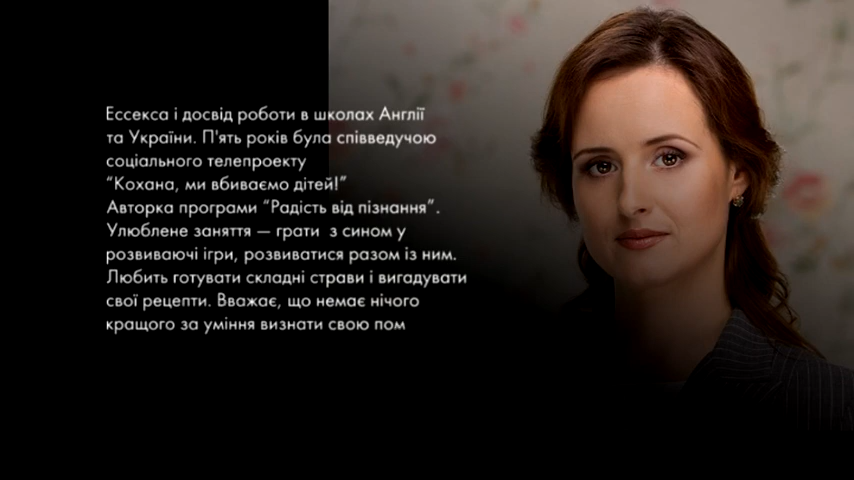 Ессекса і досвід роботи в школах Англії
та України. П'ять років була співведучою
соціального телепроекту
“Кохана, ми вбиваємо дітей!”
Авторка програми “Радість від пізнання”.
Улюблене заняття — грати з сином у
розвиваючі ігри, розвиватися разом із ним.
Любить готувати складні страви і вигадувати
свої рецепти. Вважає, що немає нічого
кращого за уміння визнати свою пом